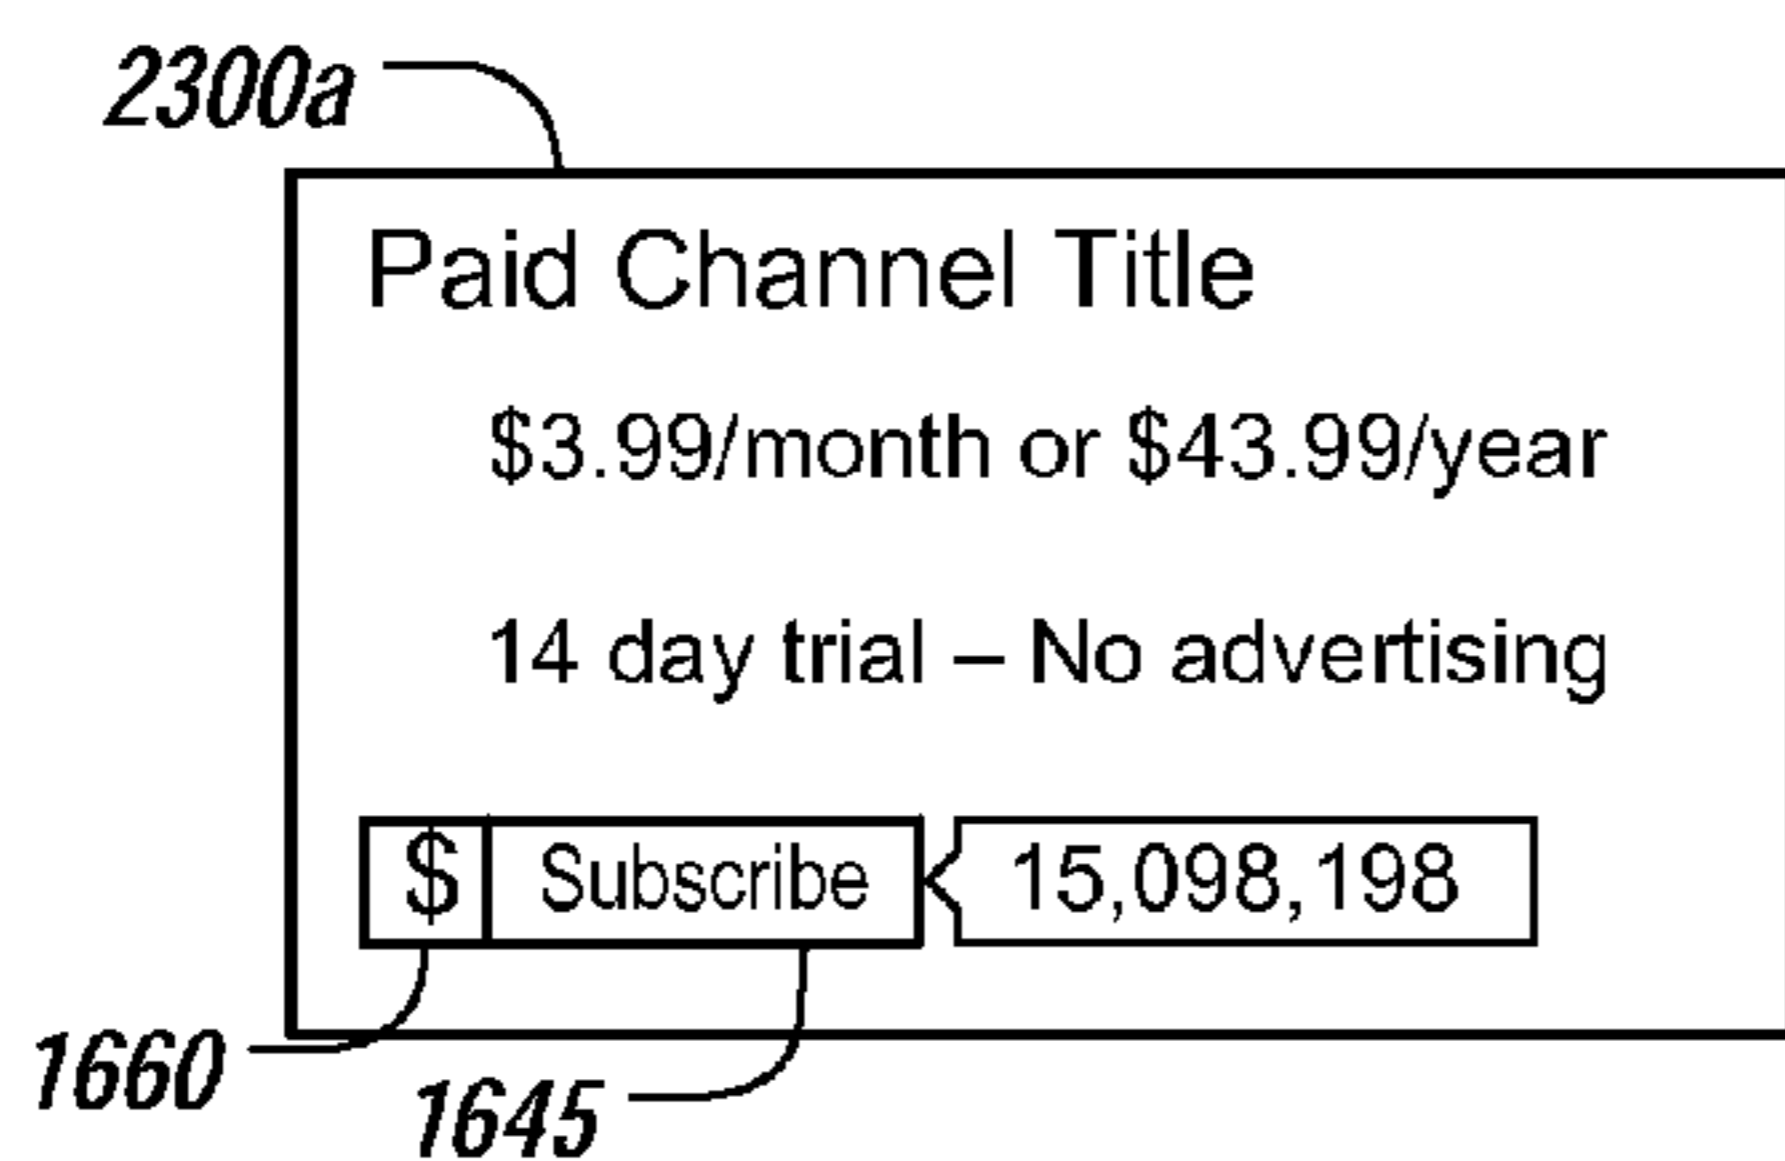 2300a
Paid Channel Title
$3.99/month or $43.99/year
14 day trial – No advertising
$ Subscribe 15,098,198
1660
1645